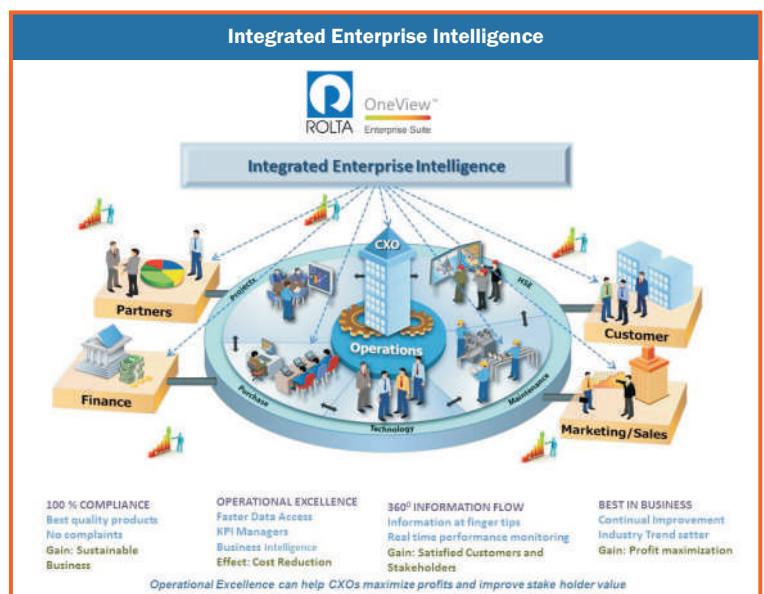 Integrated Enterprise Intelligence
ROLTA
OneView™
Enterprise Suite
Integrated Enterprise Intelligence
CXO
Projects
HSE
Partners
Customer
Operations
Finance
Purchase
Maintenance
Technology
Marketing/Sales
100 % COMPLIANCE
Best quality products
No complaints
Gain: Sustainable
Business
OPERATIONAL EXCELLENCE
Faster Data Access
KPI Managers
Business Intelligence
Effect: Cost Reduction
360⁰ INFORMATION FLOW
Information at finger tips
Real time performance monitoring
Gain: Satisfied Customers and
Stakeholders
BEST IN BUSINESS
Continual Improvement
Industry Trend setter
Gain: Profit maximization
Operational Excellence can help CXOs maximize profits and improve stake holder value